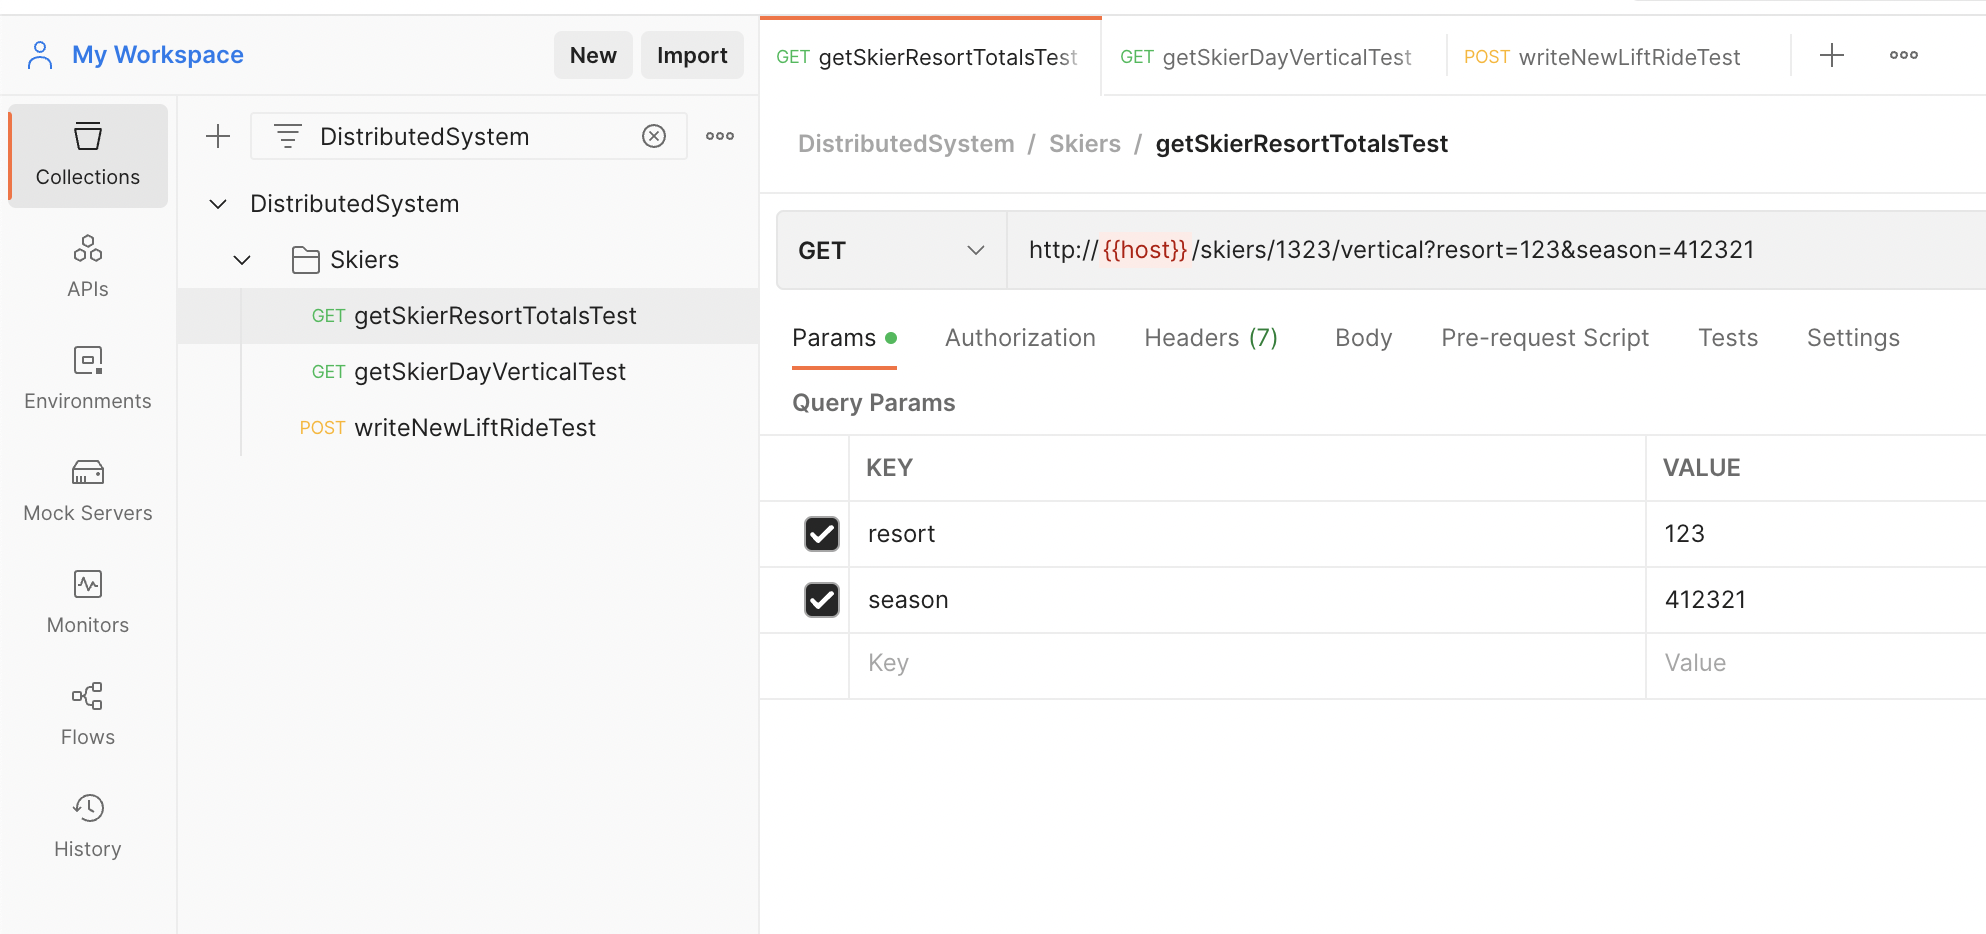 My Workspace
New
Import
Collections
APIs
Environments
Mock Servers
Monitors
Flows
History
DistributedSystem
DistributedSystem
Skiers
GET getSkierResortTotalsTest
GET getSkierDayVerticalTest
POST writeNewLiftRideTest
GET getSkierResortTotalsTest
GET getSkierDayVerticalTest
POST writeNewLiftRideTest
DistributedSystem / Skiers / getSkierResortTotalsTest
GET
http://{{host}}/skiers/1323/vertical?resort=123&season=412321
Params Authorization Headers (7) Body Pre-request Script Tests Settings
Query Params
KEY VALUE
resort 123
season 412321
Key Value